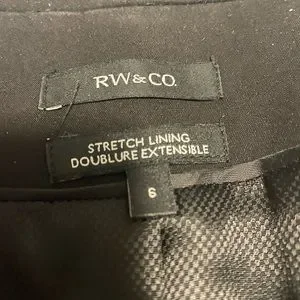 RW&CO.
STRETCH LINING
DOUBLURE EXTENSIBLE
6